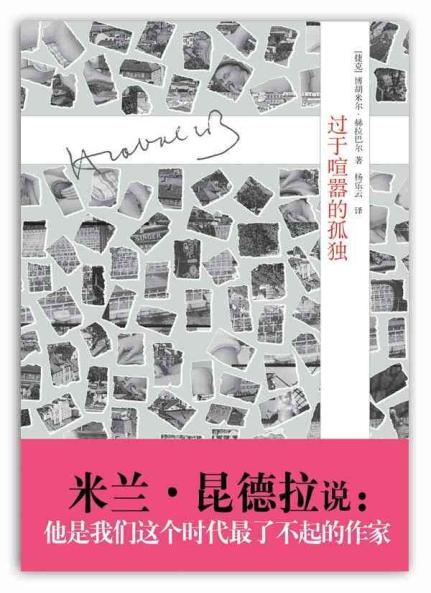 [捷克] 博胡米尔·赫拉巴尔 著 杨乐云 译
过于喧嚣的孤独
Hrabal B
SINGER
米兰·昆德拉说：
他是我们这个时代最了不起的作家